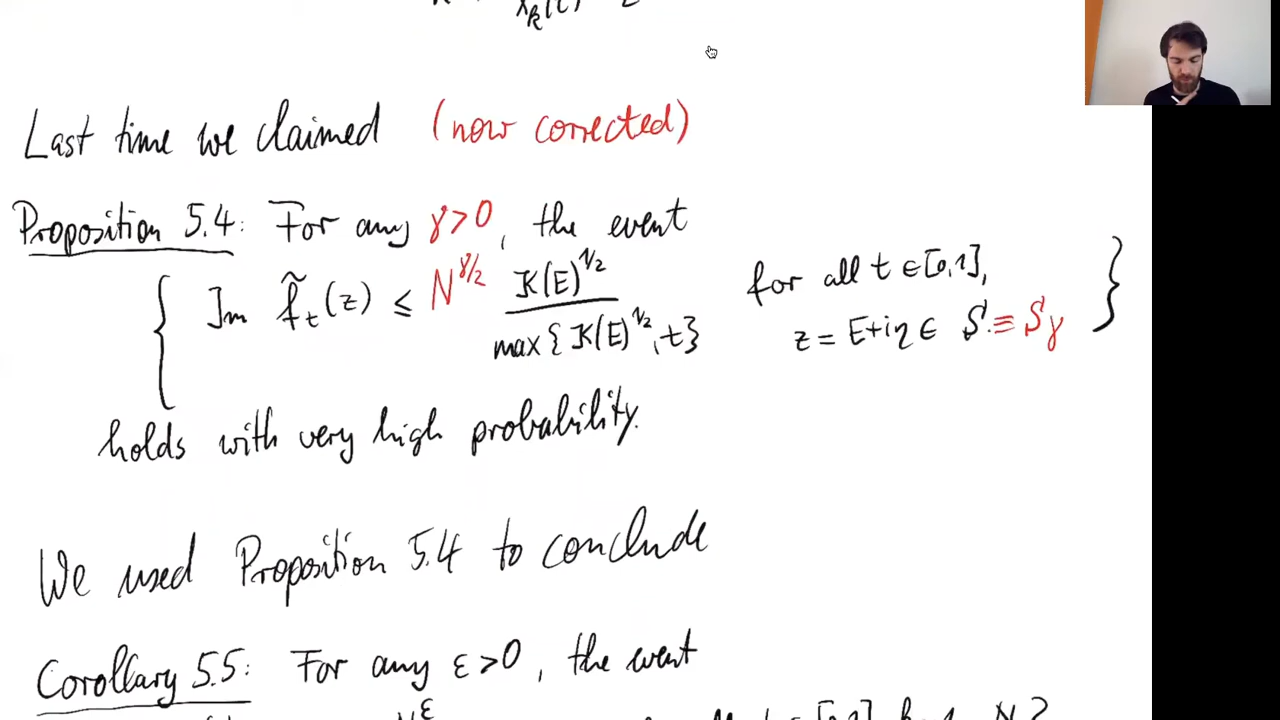 Last time we claimed (now corrected)
Proposition 5.4: For any γ>0, the event
{ Im f̃_t(z) ≤ N^{γ/2} K(E)^{1/2} / max{K(E)^{1/2}, t} for all t ∈ [0,1], z = E+iη ∈ S ≡ S_γ }
holds with very high probability.
We used Proposition 5.4 to conclude
Corollary 5.5: For any ε>0, the event